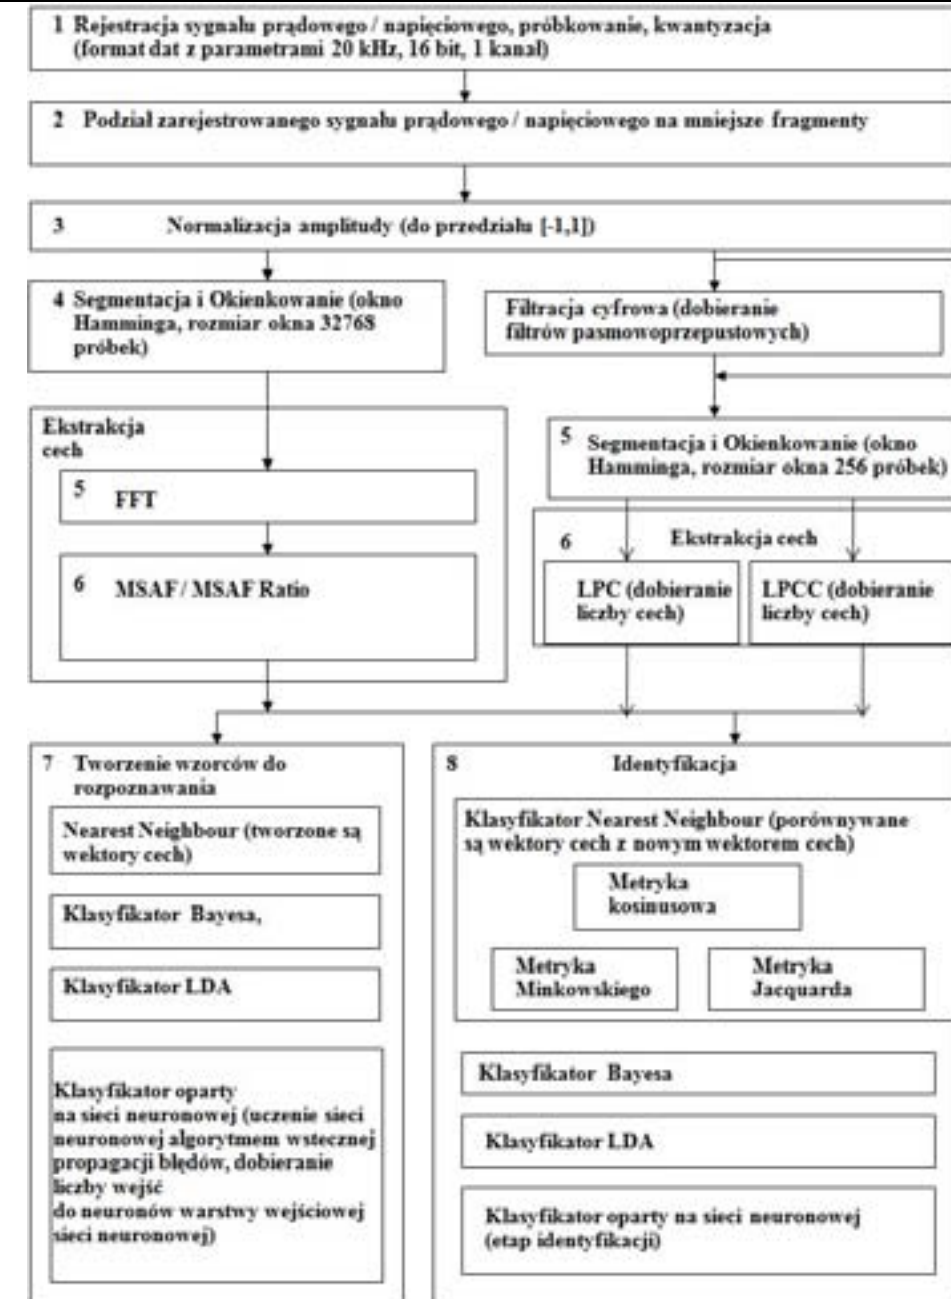 1 Rejestracja sygnału prądowego / napięciowego, próbkowanie, kwantyzacja
(format dat z parametrami 20 kHz, 16 bit, 1 kanał)
2 Podział zarejestrowanego sygnału prądowego / napięciowego na mniejsze fragmenty
3 Normalizacja amplitudy (do przedziału [-1,1])
4 Segmentacja i Okienkowanie (okno
Hamminga, rozmiar okna 32768
próbek)
Filtracja cyfrowa (dobieranie
filtrów pasmowoprzepustowych)
Ekstrakcja
cech
5 FFT
6 MSAF / MSAF Ratio
5 Segmentacja i Okienkowanie (okno
Hamminga, rozmiar okna 256 próbek)
6 Ekstrakcja cech
LPC (dobieranie
liczby cech)
LPCC (dobieranie
liczby cech)
7 Tworzenie wzorców do
rozpoznawania
Nearest Neighbour (tworzone są
wektory cech)
Klasyfikator Bayesa,
Klasyfikator LDA
Klasyfikator oparty
na sieci neuronowej (uczenie sieci
neuronowej algorytmem wstecznej
propagacji błędów, dobieranie
liczby wejść
do neuronów warstwy wejściowej
sieci neuronowej)
8 Identyfikacja
Klasyfikator Nearest Neighbour (porównywane
są wektory cech z nowym wektorem cech)
Metryka
kosinusowa
Metryka
Minkowskiego
Metryka
Jacquarda
Klasyfikator Bayesa
Klasyfikator LDA
Klasyfikator oparty na sieci neuronowej
(etap identyfikacji)